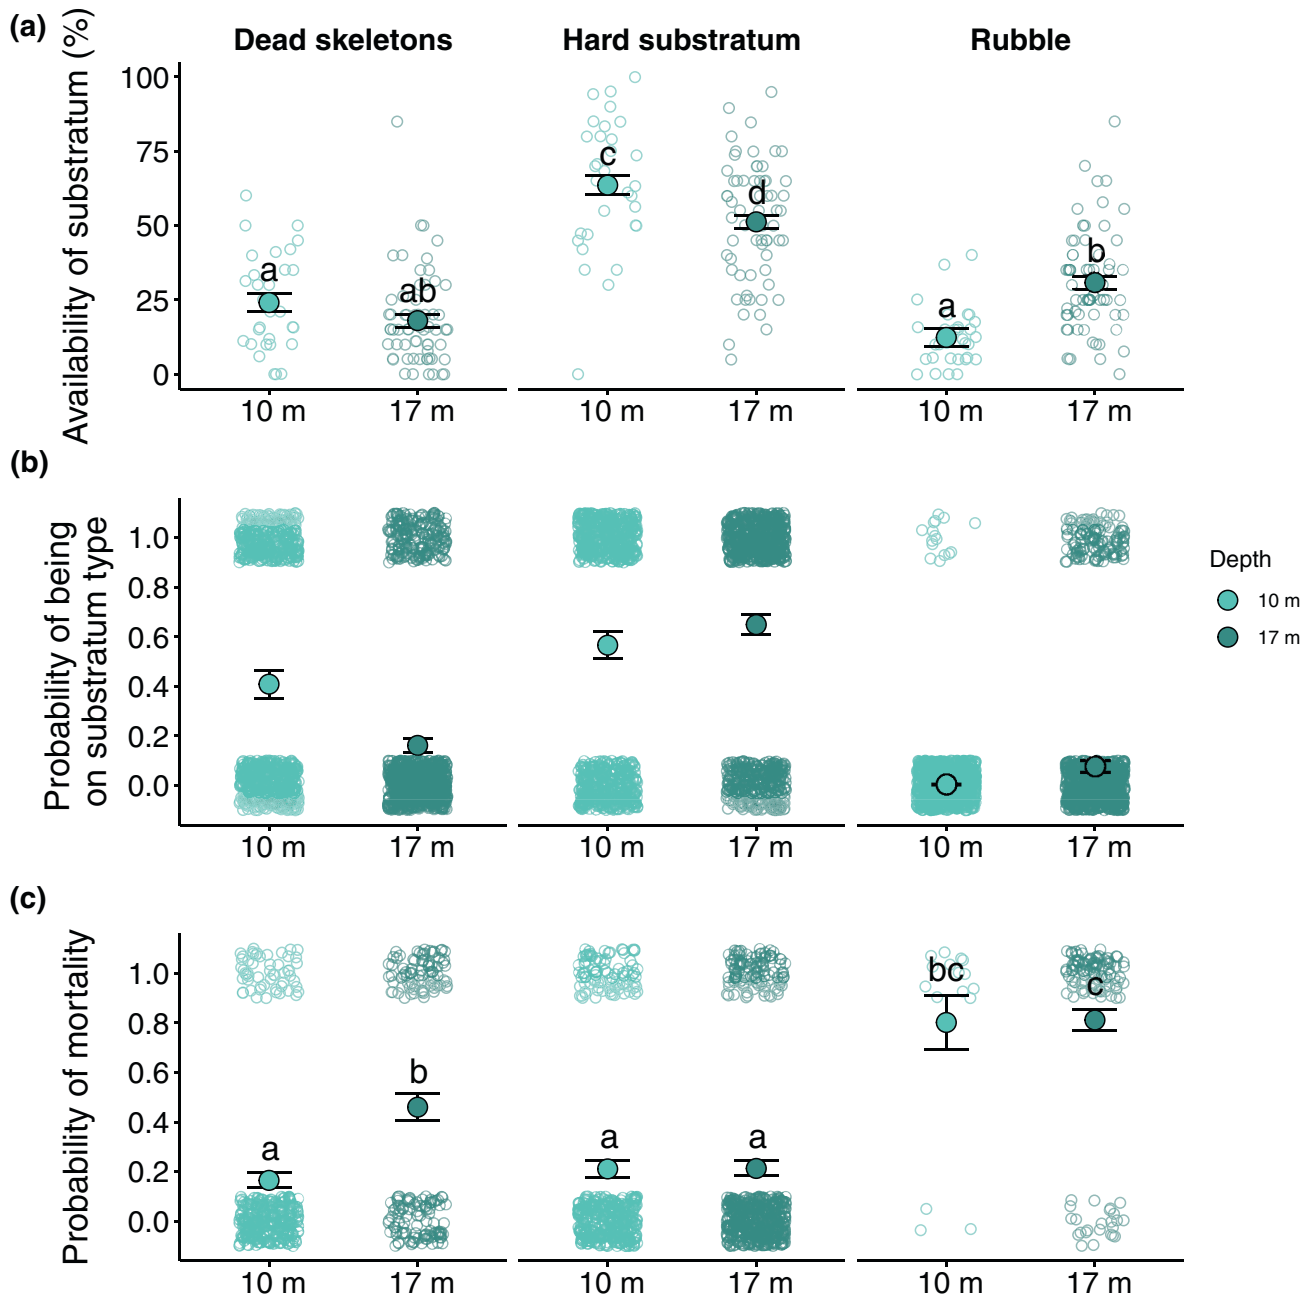 (a)
Dead skeletons
Hard substratum
Rubble
Availability of substratum (%)
100
75
50
25
0
a
ab
c
d
a
b
10 m
17 m
10 m
17 m
10 m
17 m
(b)
Probability of being
on substratum type
1.0
0.8
0.6
0.4
0.2
0.0
10 m
17 m
10 m
17 m
10 m
17 m
Depth
10 m
17 m
(c)
Probability of mortality
1.0
0.8
0.6
0.4
0.2
0.0
a
b
a
a
bc
c
10 m
17 m
10 m
17 m
10 m
17 m